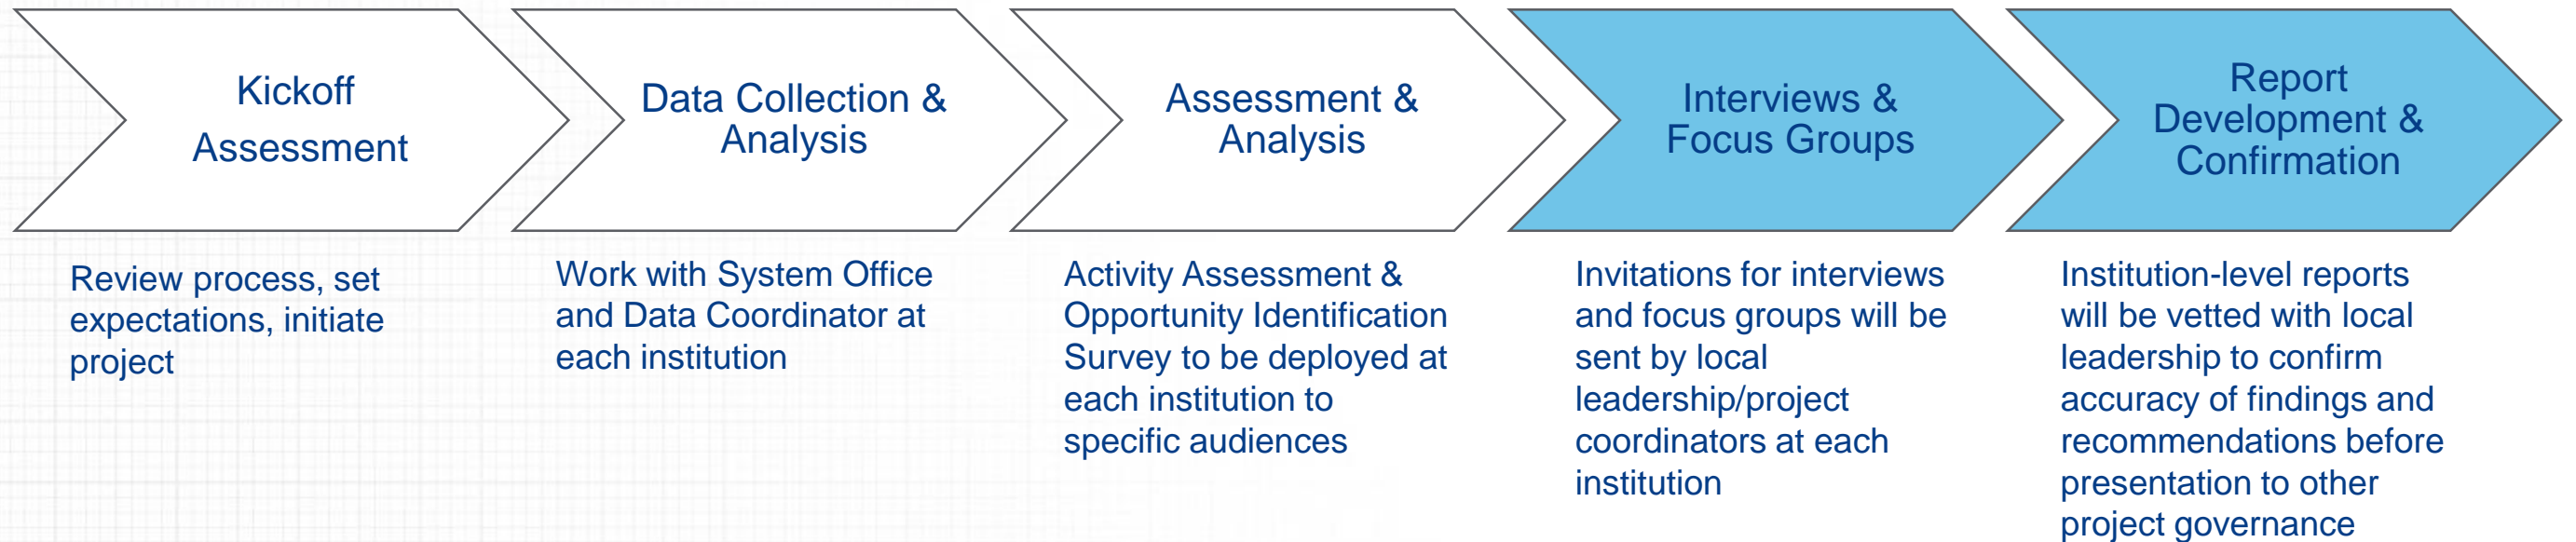 Kickoff
Assessment
Data Collection &
Analysis
Assessment &
Analysis
Interviews &
Focus Groups
Report
Development &
Confirmation
Review process, set
expectations, initiate
project
Work with System Office
and Data Coordinator at
each institution
Activity Assessment &
Opportunity Identification
Survey to be deployed at
each institution to
specific audiences
Invitations for interviews
and focus groups will be
sent by local
leadership/project
coordinators at each
institution
Institution-level reports
will be vetted with local
leadership to confirm
accuracy of findings and
recommendations before
presentation to other
project governance